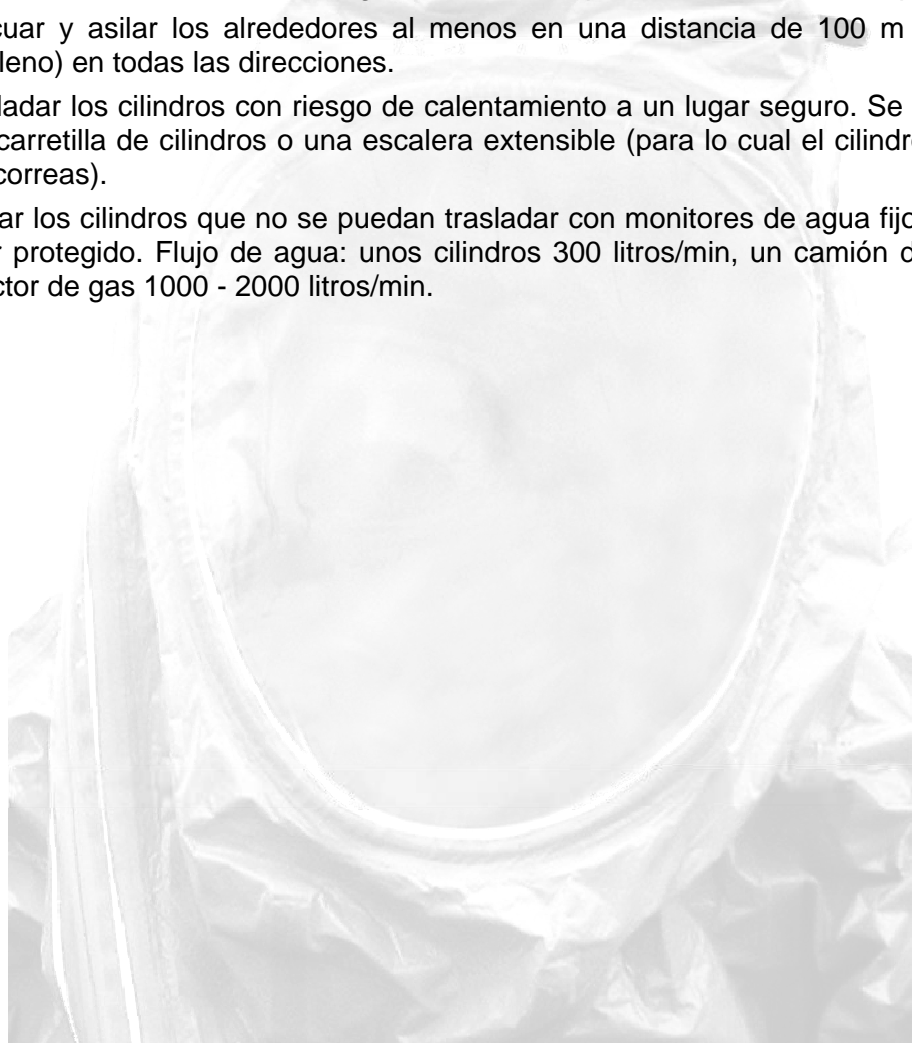 cuar y asilar los alrededores al menos en una distancia de 100 m
leno) en todas las direcciones.
ladar los cilindros con riesgo de calentamiento a un lugar seguro. Se
carretilla de cilindros o una escalera extensible (para lo cual el cilindro
correas).
ar los cilindros que no se puedan trasladar con monitores de agua fijo
r protegido. Flujo de agua: unos cilindros 300 litros/min, un camión d
ctor de gas 1000 - 2000 litros/min.